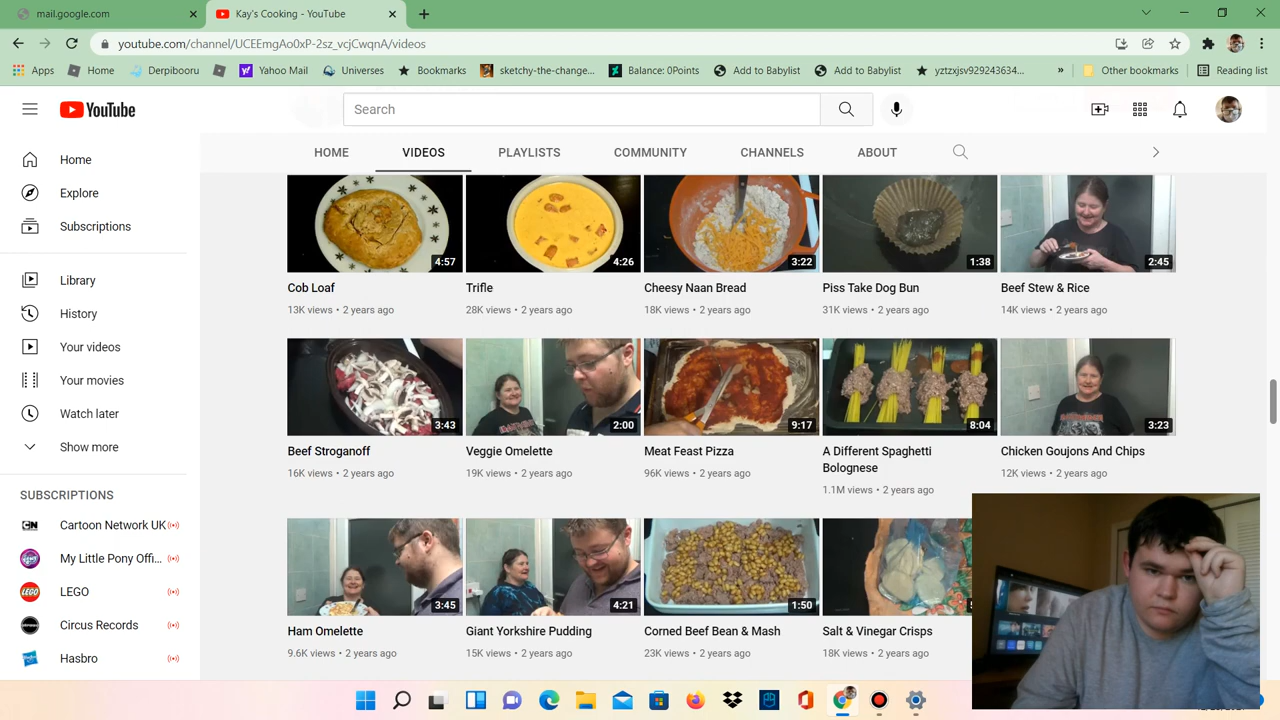 mail.google.com
Kay's Cooking - YouTube
youtube.com/channel/UCEEmgAo0xP-2sz_vcjCwqnA/videos
Apps
Home
Derpibooru
Yahoo Mail
Universes
Bookmarks
sketchy-the-change...
Balance: 0Points
Add to Babylist
Add to Babylist
yztzxjsv929243634...
»
Other bookmarks
Reading list
YouTube
Search
HOME
VIDEOS
PLAYLISTS
COMMUNITY
CHANNELS
ABOUT
Home
Explore
Subscriptions
Library
History
Your videos
Your movies
Watch later
Show more
SUBSCRIPTIONS
CN
Cartoon Network UK
My Little Pony Offi...
LEGO
LEGO
Circus Records
Hasbro
4:57
4:26
3:22
1:38
2:45
Cob Loaf
Trifle
Cheesy Naan Bread
Piss Take Dog Bun
Beef Stew & Rice
13K views • 2 years ago
28K views • 2 years ago
18K views • 2 years ago
31K views • 2 years ago
14K views • 2 years ago
3:43
2:00
9:17
8:04
3:23
Beef Stroganoff
Veggie Omelette
Meat Feast Pizza
A Different Spaghetti
Bolognese
Chicken Goujons And Chips
16K views • 2 years ago
19K views • 2 years ago
96K views • 2 years ago
1.1M views • 2 years ago
12K views • 2 years ago
3:45
4:21
1:50
Ham Omelette
Giant Yorkshire Pudding
Corned Beef Bean & Mash
Salt & Vinegar Crisps
9.6K views • 2 years ago
15K views • 2 years ago
23K views • 2 years ago
18K views • 2 years ago